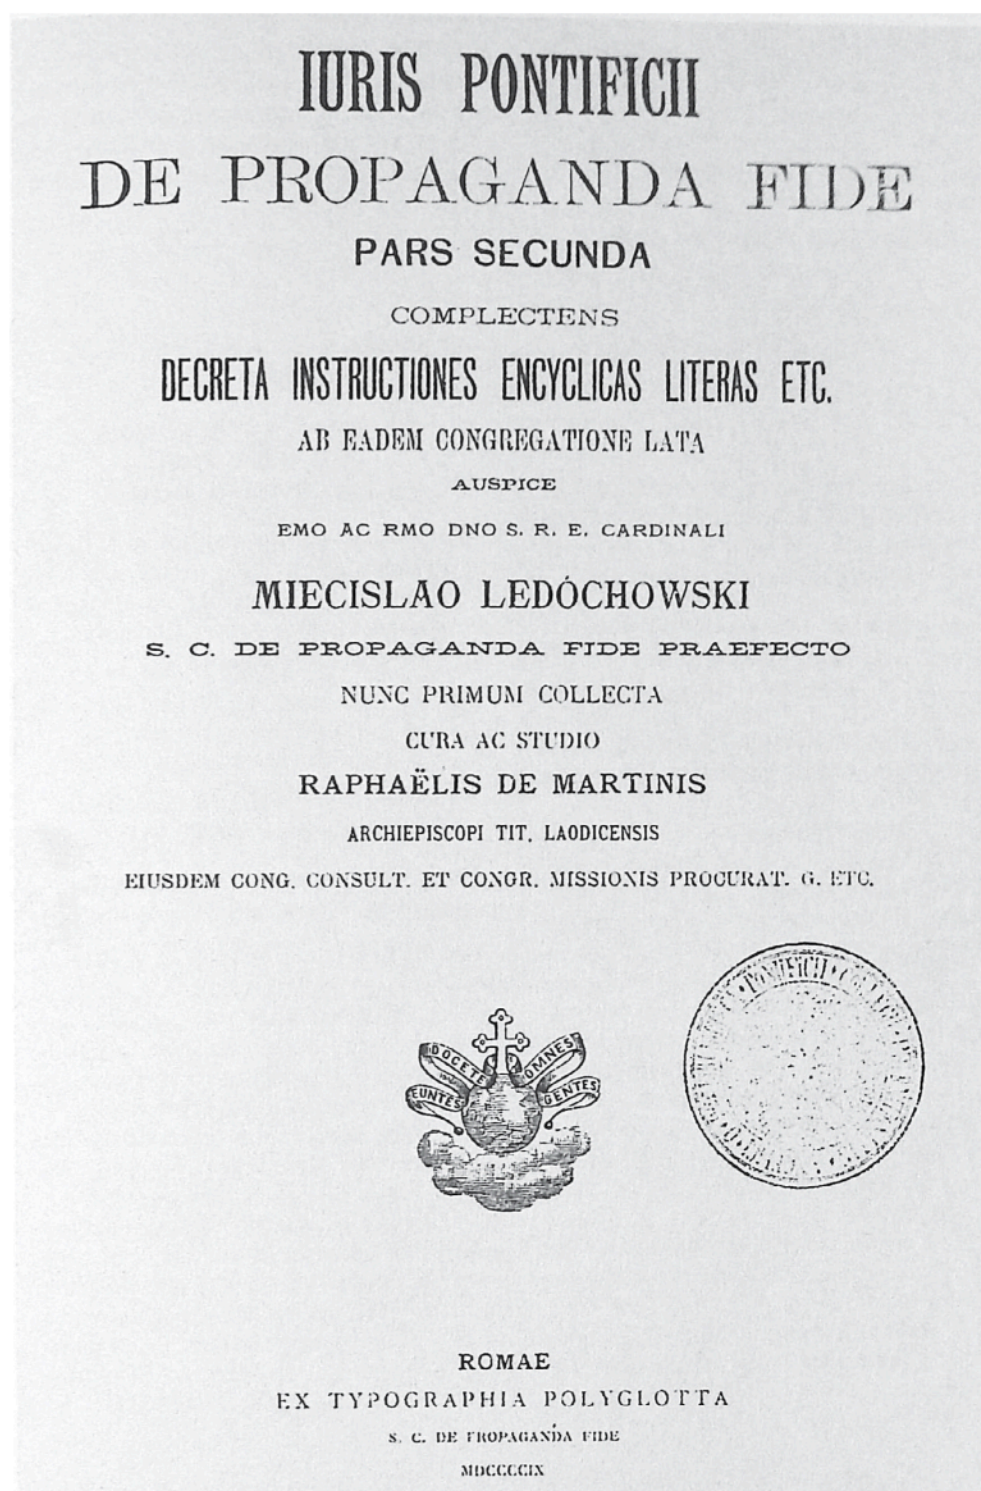 IURIS PONTIFICII
DE PROPAGANDA FIDE
PARS SECUNDA
COMPLECTENS
DECRETA INSTRUCTIONES ENCYCLICAS LITERAS ETC.
AB EADEM CONGREGATIONE LATA
AUSPICE
EMO AC RMO DNO S. R. E. CARDINALI
MIECISLAO LEDÓCHOWSKI
S. C. DE PROPAGANDA FIDE PRAEFECTO
NUNC PRIMUM COLLECTA
CURA AC STUDIO
RAPHAËLIS DE MARTINIS
ARCHIEPISCOPI TIT. LAODICENSIS
EIUSDEM CONG. CONSULT. ET CONGR. MISSIONIS PROCURAT. G. ETC.
PONTIFICII
EUNTES DOCETE OMNES GENTES
ROMAE
EX TYPOGRAPHIA POLYGLOTTA
S. C. DE PROPAGANDA FIDE
MDCCCCIX